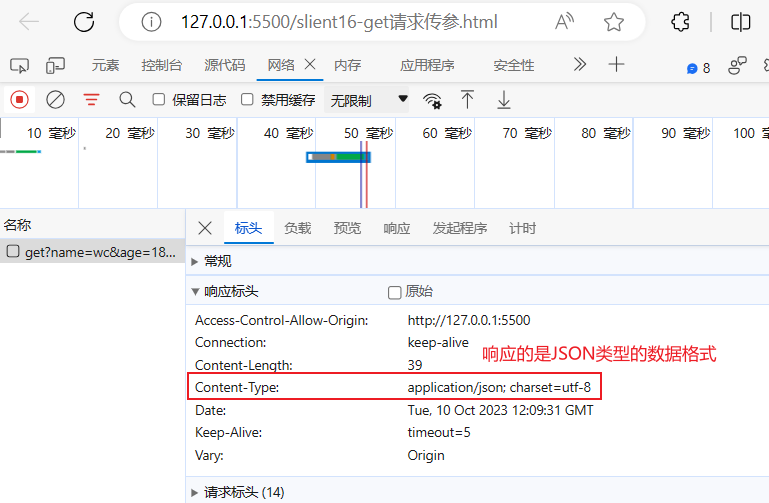 127.0.0.1:5500/slient16-get请求传参.html
元素 控制台 源代码 网络 内存 应用程序 安全性 8
保留日志 禁用缓存 无限制
10 毫秒 20 毫秒 30 毫秒 40 毫秒 50 毫秒 60 毫秒 70 毫秒 80 毫秒 90 毫秒 100 毫
名称
标头 负载 预览 响应 发起程序 计时
get?name=wc&age=18...
常规
响应标头 原始
Access-Control-Allow-Origin: http://127.0.0.1:5500
Connection: keep-alive
响应的是JSON类型的数据格式
Content-Length: 39
Content-Type: application/json; charset=utf-8
Date: Tue, 10 Oct 2023 12:09:31 GMT
Keep-Alive: timeout=5
Vary: Origin
请求标头 (14)